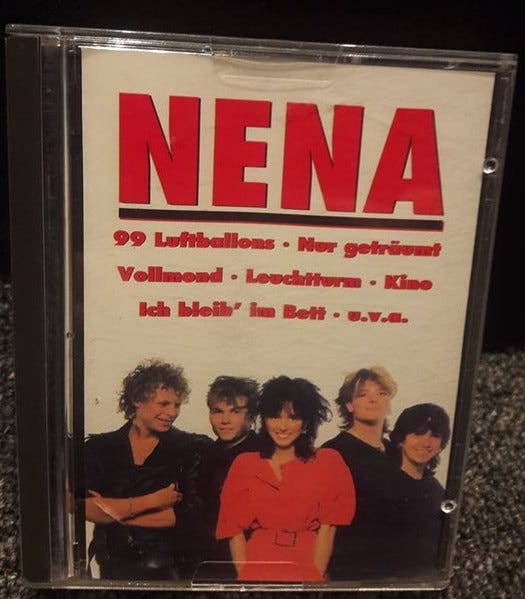 NENA
99 Luftballons · Nur geträumt
Vollmond · Leuchtturm · Kino
Ich bleib' im Bett · u.v.a.